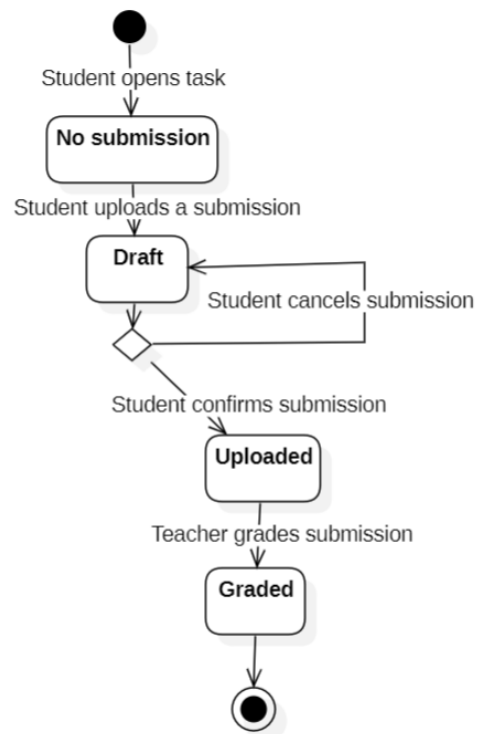 Student opens task
No submission
Student uploads a submission
Draft
Student cancels submission
Student confirms submission
Uploaded
Teacher grades submission
Graded